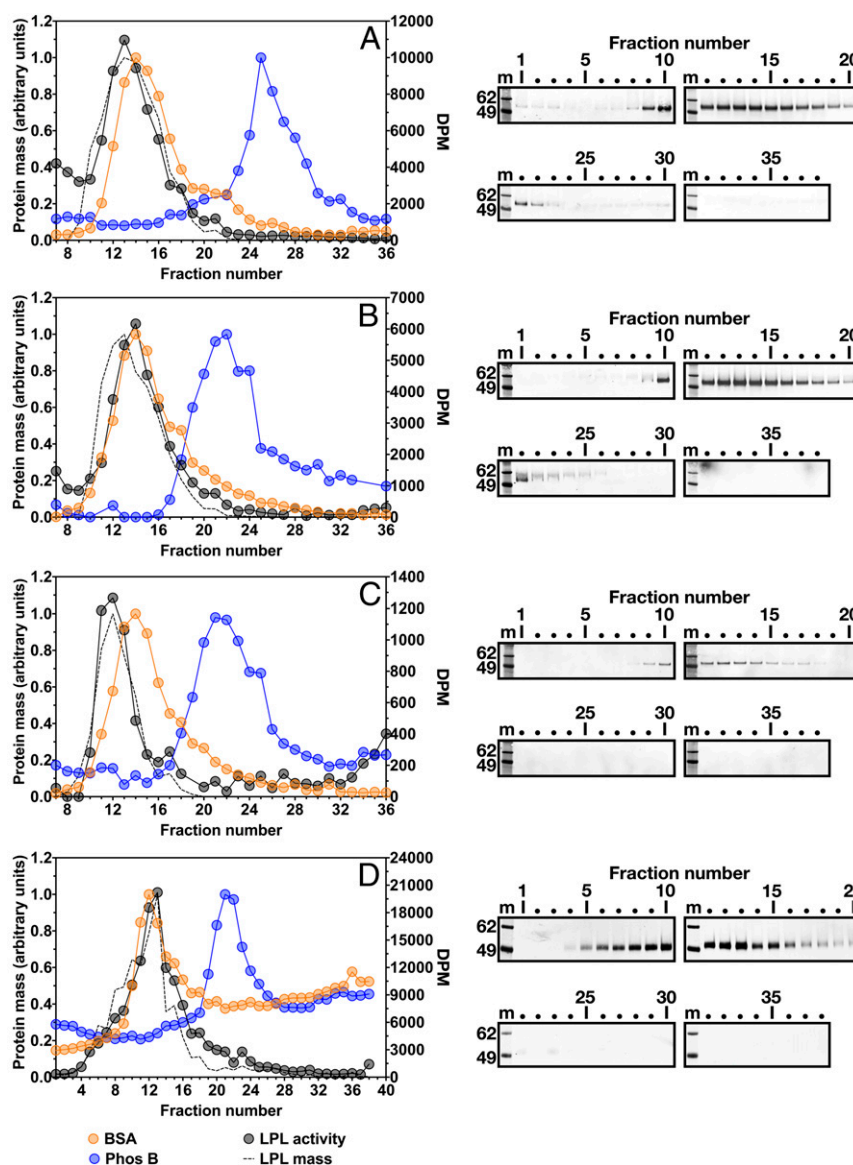 A
Protein mass (arbitrary units)
1.2
1.0
0.8
0.6
0.4
0.2
0.0
12000
10000
8000
6000
4000
2000
0
DPM
8 12 16 20 24 28 32 36
Fraction number
Fraction number
1 5 10 15 20
m m
62
49
25 30 35
62
49
B
Protein mass (arbitrary units)
1.2
1.0
0.8
0.6
0.4
0.2
0.0
7000
6000
5000
4000
3000
2000
1000
0
DPM
8 12 16 20 24 28 32 36
Fraction number
Fraction number
1 5 10 15 20
m m
62
49
25 30 35
62
49
C
Protein mass (arbitrary units)
1.2
1.0
0.8
0.6
0.4
0.2
0.0
1400
1200
1000
800
600
400
200
0
DPM
8 12 16 20 24 28 32 36
Fraction number
Fraction number
1 5 10 15 20
m m
62
49
25 30 35
62
49
D
Protein mass (arbitrary units)
1.2
1.0
0.8
0.6
0.4
0.2
0.0
24000
21000
18000
15000
12000
9000
6000
3000
0
DPM
4 8 12 16 20 24 28 32 36 40
Fraction number
Fraction number
1 5 10 15
m m
62
49
25 30 35
62
49
BSA LPL activity
Phos B LPL mass